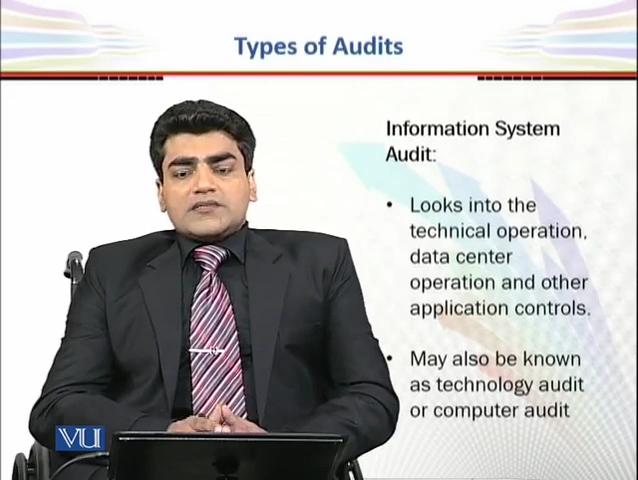 Types of Audits
Information System
Audit:
• Looks into the
technical operation,
data center
operation and other
application controls.
• May also be known
as technology audit
or computer audit
VU